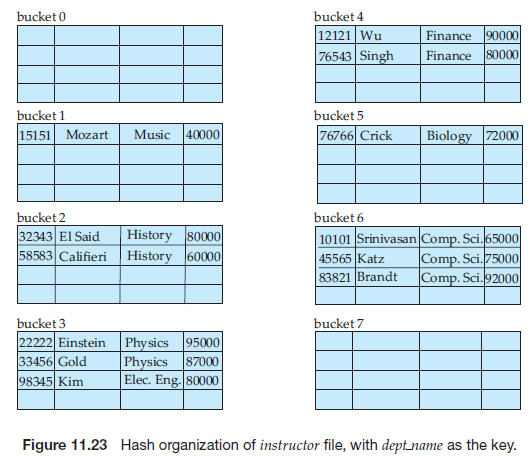 bucket 0
bucket 1
15151 Mozart Music 40000
bucket 2
32343 El Said History 80000
58583 Califieri History 60000
bucket 3
22222 Einstein Physics 95000
33456 Gold Physics 87000
98345 Kim Elec. Eng. 80000
bucket 4
12121 Wu Finance 90000
76543 Singh Finance 80000
bucket 5
76766 Crick Biology 72000
bucket 6
10101 Srinivasan Comp. Sci. 65000
45565 Katz Comp. Sci. 75000
83821 Brandt Comp. Sci. 92000
bucket 7
Figure 11.23 Hash organization of instructor file, with dept_name as the key.